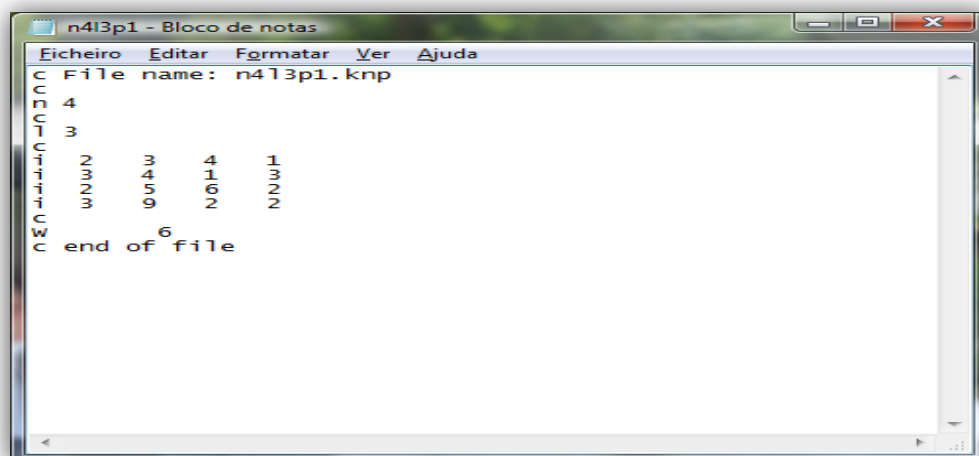 n4l3p1 - Bloco de notas
Ficheiro Editar Formatar Ver Ajuda
c File name: n4l3p1.knp
c
n 4
c
l 3
c
i 2 3 4 1
i 3 4 1 3
i 2 5 6 2
i 3 9 2 2
c
w 6
c end of file